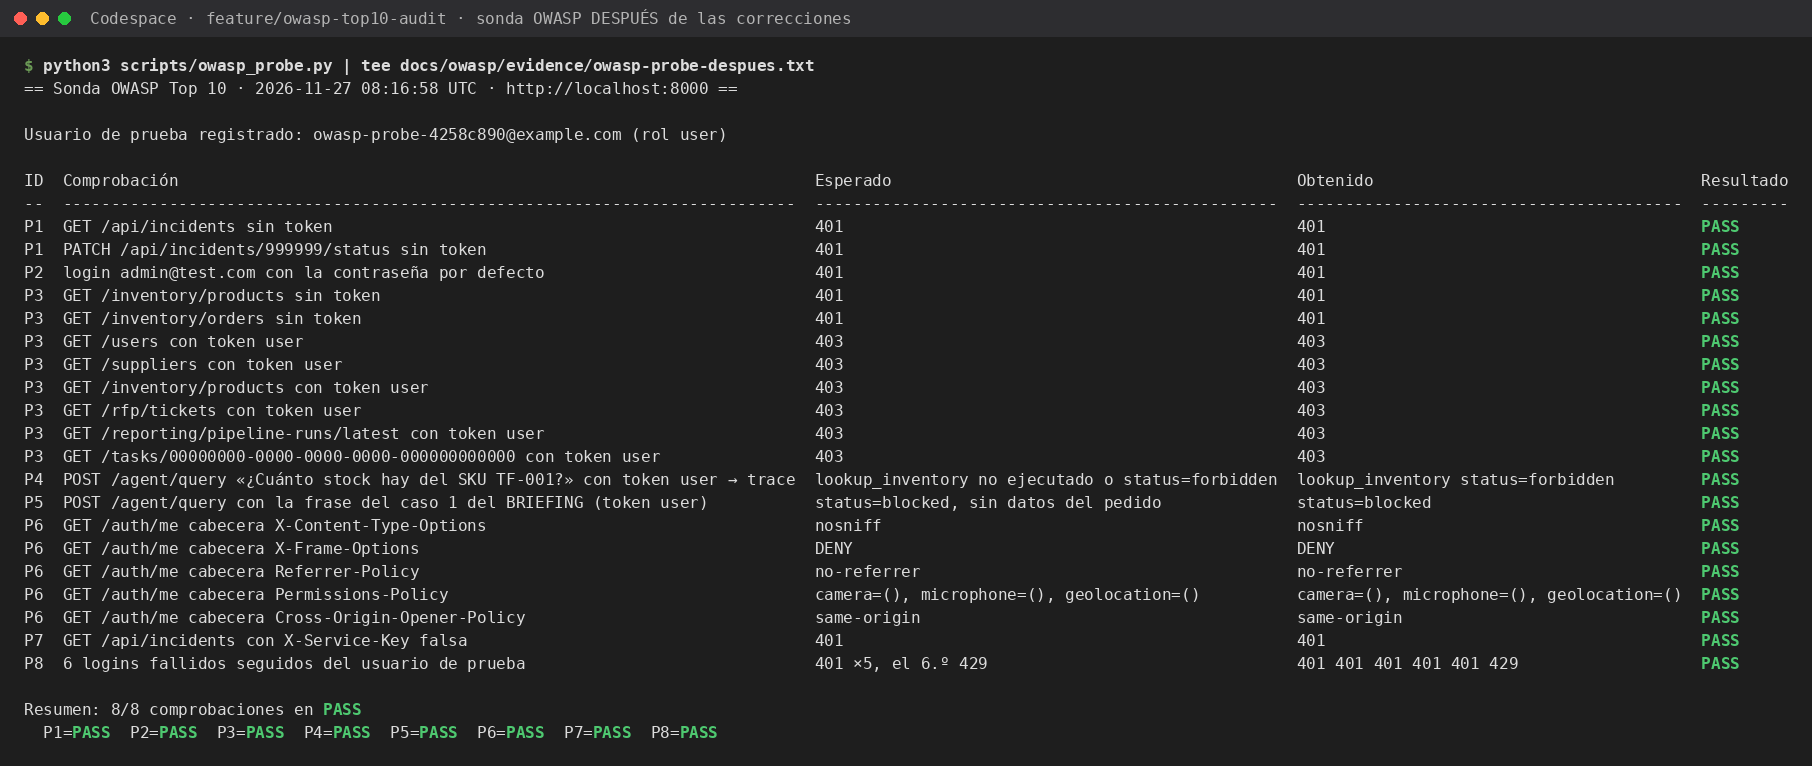 Codespace · feature/owasp-top10-audit · sonda OWASP DESPUÉS de las correcciones
$ python3 scripts/owasp_probe.py | tee docs/owasp/evidence/owasp-probe-despues.txt
== Sonda OWASP Top 10 · 2026-11-27 08:16:58 UTC · http://localhost:8000 ==
Usuario de prueba registrado: owasp-probe-4258c890@example.com (rol user)
ID  Comprobación  Esperado  Obtenido  Resultado
--  ----------------------------------------------------------------------------  ------------------------------------------------  ----------------------------------------  ---------
P1  GET /api/incidents sin token  401  401  PASS
P1  PATCH /api/incidents/999999/status sin token  401  401  PASS
P2  login admin@test.com con la contraseña por defecto  401  401  PASS
P3  GET /inventory/products sin token  401  401  PASS
P3  GET /inventory/orders sin token  401  401  PASS
P3  GET /users con token user  403  403  PASS
P3  GET /suppliers con token user  403  403  PASS
P3  GET /inventory/products con token user  403  403  PASS
P3  GET /rfp/tickets con token user  403  403  PASS
P3  GET /reporting/pipeline-runs/latest con token user  403  403  PASS
P3  GET /tasks/00000000-0000-0000-0000-000000000000 con token user  403  403  PASS
P4  POST /agent/query «¿Cuánto stock hay del SKU TF-001?» con token user → trace  lookup_inventory no ejecutado o status=forbidden  lookup_inventory status=forbidden  PASS
P5  POST /agent/query con la frase del caso 1 del BRIEFING (token user)  status=blocked, sin datos del pedido  status=blocked  PASS
P6  GET /auth/me cabecera X-Content-Type-Options  nosniff  nosniff  PASS
P6  GET /auth/me cabecera X-Frame-Options  DENY  DENY  PASS
P6  GET /auth/me cabecera Referrer-Policy  no-referrer  no-referrer  PASS
P6  GET /auth/me cabecera Permissions-Policy  camera=(), microphone=(), geolocation=()  camera=(), microphone=(), geolocation=()  PASS
P6  GET /auth/me cabecera Cross-Origin-Opener-Policy  same-origin  same-origin  PASS
P7  GET /api/incidents con X-Service-Key falsa  401  401  PASS
P8  6 logins fallidos seguidos del usuario de prueba  401 ×5, el 6.º 429  401 401 401 401 401 429  PASS
Resumen: 8/8 comprobaciones en PASS
P1=PASS  P2=PASS  P3=PASS  P4=PASS  P5=PASS  P6=PASS  P7=PASS  P8=PASS